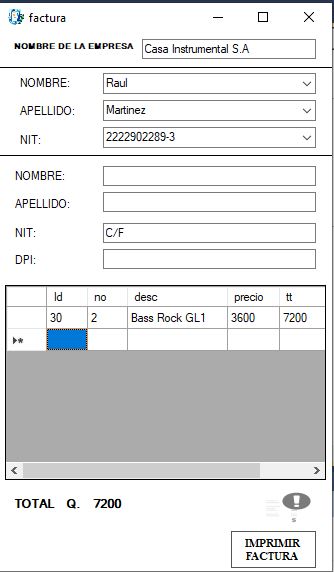 factura
NOMBRE DE LA EMPRESA Casa Instrumental S.A
NOMBRE: Raul
APELLIDO: Martinez
NIT: 2222902289-3
NOMBRE:
APELLIDO:
NIT: C/F
DPI:
Id no desc precio tt
30 2 Bass Rock GL1 3600 7200
TOTAL Q. 7200
s
IMPRIMIR
FACTURA